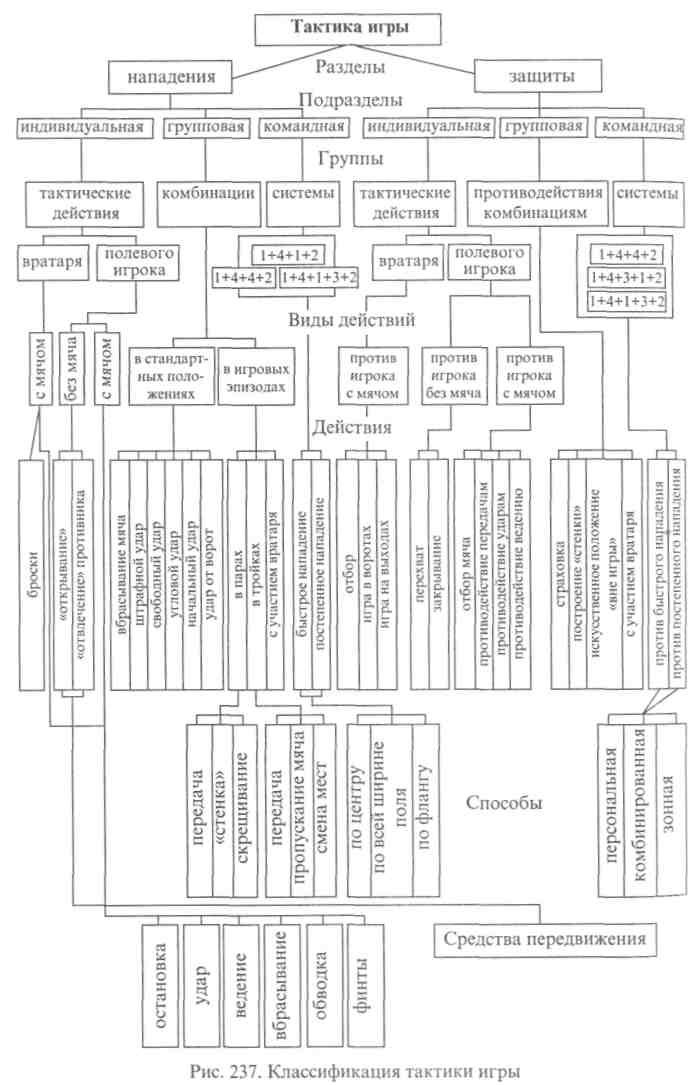 Тактика игры
Разделы
нападения
защиты
Подразделы
индивидуальная
групповая
командная
индивидуальная
групповая
командная
Группы
тактические
действия
комбинации
системы
тактические
действия
противодействия
комбинациям
системы
вратаря
полевого
игрока
1+4+1+2
1+4+4+2
1+4+1+3+2
вратаря
полевого
игрока
1+4+4+2
1+4+3+1+2
1+4+1+3+2
Виды действий
с мячом
без мяча
с мячом
в стандарт-
ных поло-
жениях
в игровых
эпизодах
против
игрока
с мячом
против
игрока
без мяча
против
игрока
с мячом
Действия
броски
«открывание»
«отвлечение» противника
вбрасывание мяча
штрафной удар
свободный удар
угловой удар
начальный удар
удар от ворот
в парах
в тройках
с участием вратаря
быстрое нападение
постепенное нападение
отбор
игра в воротах
игра на выходах
перехват
закрывание
отбор мяча
противодействие передачам
противодействие ударам
противодействие ведению
страховка
построение «стенки»
искусственное положение
«вне игры»
с участием вратаря
против быстрого нападения
против постепенного нападения
передача
«стенка»
скрещивание
передача
пропускание мяча
смена мест
по центру
по всей ширине
поля
по флангу
Способы
персональная
комбинированная
зонная
Средства передвижения
остановка
удар
ведение
вбрасывание
обводка
финты
Рис. 237. Классификация тактики игры